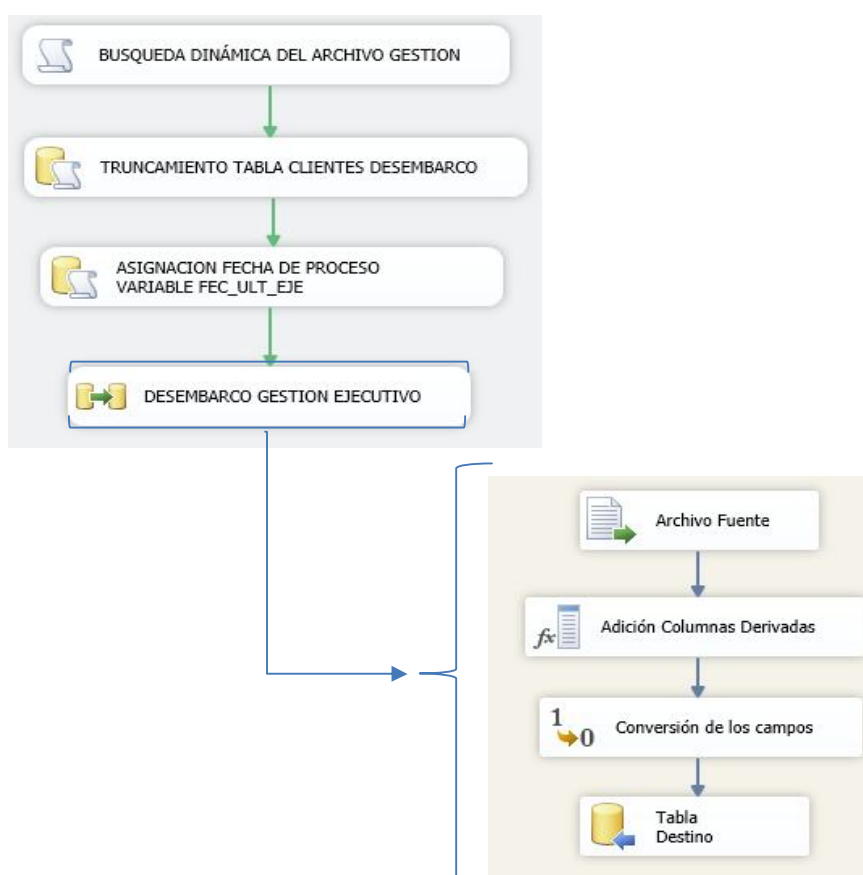 BUSQUEDA DINÁMICA DEL ARCHIVO GESTION
TRUNCAMIENTO TABLA CLIENTES DESEMBARCO
ASIGNACION FECHA DE PROCESO
VARIABLE FEC_ULT_EJE
DESEMBARCO GESTION EJECUTIVO
Archivo Fuente
fx
Adición Columnas Derivadas
1
0
Conversión de los campos
Tabla
Destino